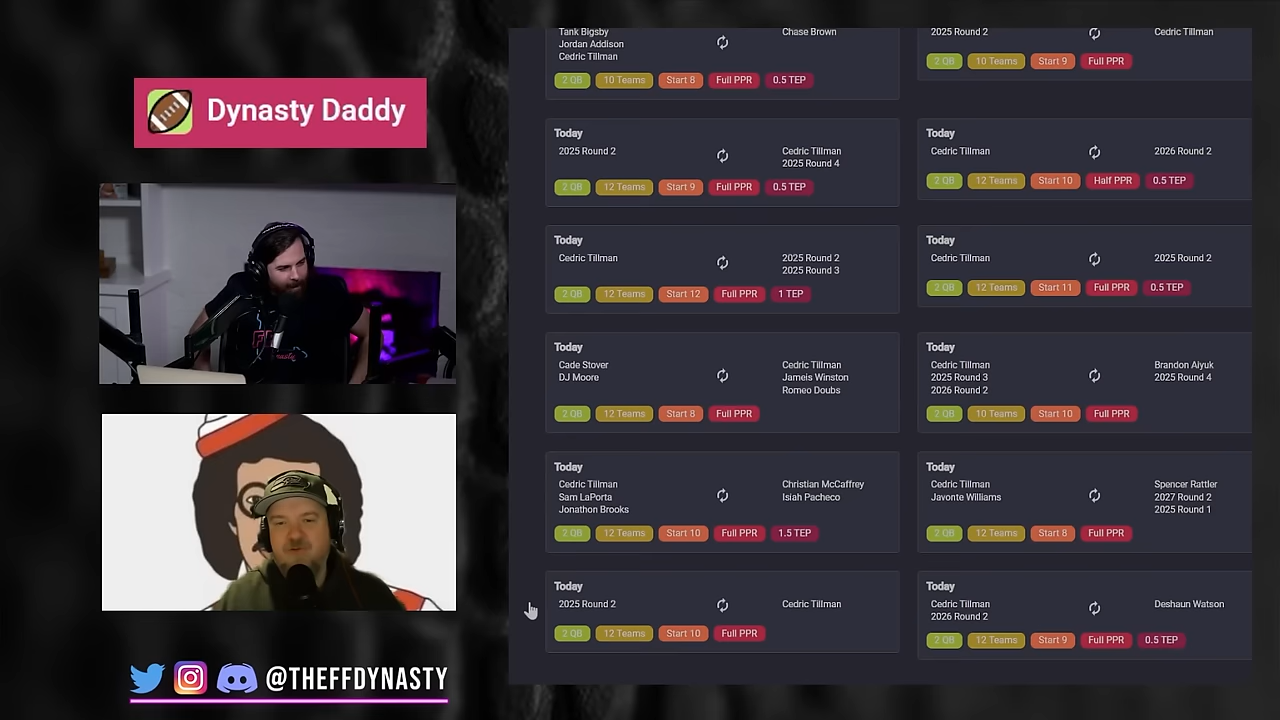 Dynasty Daddy
@THEFFDYNASTY
Tank Bigsby
Jordan Addison
Cedric Tillman
Chase Brown
2 QB 10 Teams Start 8 Full PPR 0.5 TEP
2025 Round 2
Cedric Tillman
2 QB 10 Teams Start 9 Full PPR
Today
2025 Round 2
Cedric Tillman
2025 Round 4
2 QB 12 Teams Start 9 Full PPR 0.5 TEP
Today
Cedric Tillman
2026 Round 2
2 QB 12 Teams Start 10 Half PPR 0.5 TEP
Today
Cedric Tillman
2025 Round 2
2025 Round 3
2 QB 12 Teams Start 12 Full PPR 1 TEP
Today
Cedric Tillman
2025 Round 2
2 QB 12 Teams Start 11 Full PPR 0.5 TEP
Today
Cade Stover
DJ Moore
Cedric Tillman
Jameis Winston
Romeo Doubs
2 QB 12 Teams Start 8 Full PPR
Today
Cedric Tillman
2025 Round 3
2026 Round 2
Brandon Aiyuk
2025 Round 4
2 QB 10 Teams Start 10 Full PPR
Today
Cedric Tillman
Sam LaPorta
Jonathon Brooks
Christian McCaffrey
Isiah Pacheco
2 QB 12 Teams Start 10 Full PPR 1.5 TEP
Today
Cedric Tillman
Javonte Williams
Spencer Rattler
2027 Round 2
2025 Round 1
2 QB 12 Teams Start 8 Full PPR
Today
2025 Round 2
Cedric Tillman
2 QB 12 Teams Start 10 Full PPR
Today
Cedric Tillman
2026 Round 2
Deshaun Watson
2 QB 12 Teams Start 9 Full PPR 0.5 TEP